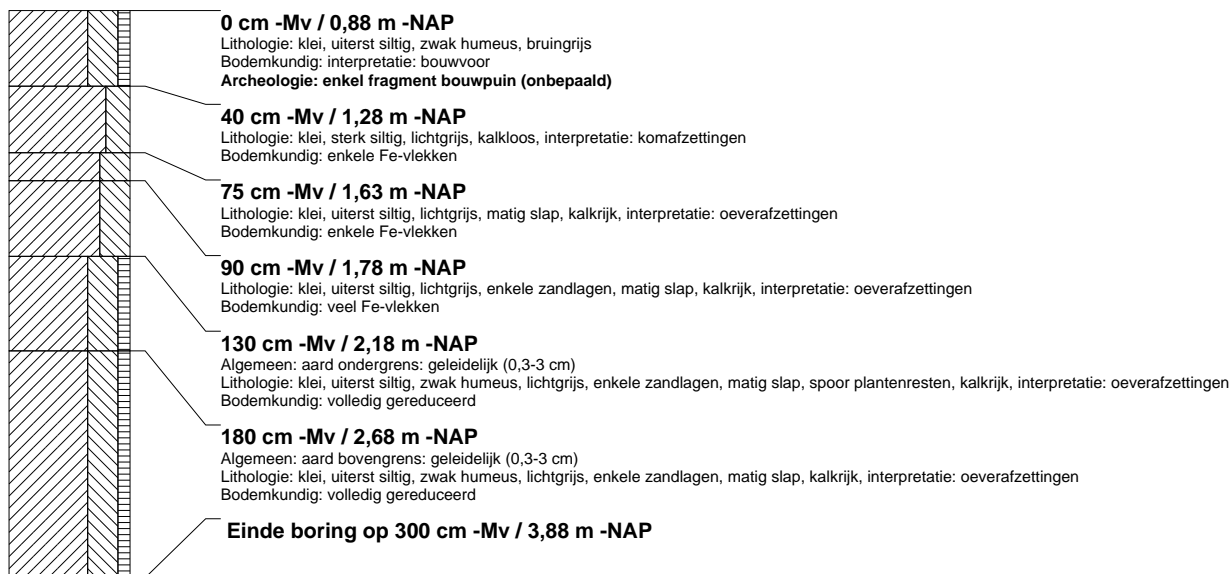 0 cm -Mv / 0,88 m -NAP
Lithologie: klei, uiterst siltig, zwak humeus, bruingrijs
Bodemkundig: interpretatie: bouwvoor
Archeologie: enkel fragment bouwpuin (onbepaald)
40 cm -Mv / 1,28 m -NAP
Lithologie: klei, sterk siltig, lichtgrijs, kalkloos, interpretatie: komafzettingen
Bodemkundig: enkele Fe-vlekken
75 cm -Mv / 1,63 m -NAP
Lithologie: klei, uiterst siltig, lichtgrijs, matig slap, kalkrijk, interpretatie: oeverafzettingen
Bodemkundig: enkele Fe-vlekken
90 cm -Mv / 1,78 m -NAP
Lithologie: klei, uiterst siltig, lichtgrijs, enkele zandlagen, matig slap, kalkrijk, interpretatie: oeverafzettingen
Bodemkundig: veel Fe-vlekken
130 cm -Mv / 2,18 m -NAP
Algemeen: aard ondergrens: geleidelijk (0,3-3 cm)
Lithologie: klei, uiterst siltig, zwak humeus, lichtgrijs, enkele zandlagen, matig slap, spoor plantenresten, kalkrijk, interpretatie: oeverafzettingen
Bodemkundig: volledig gereduceerd
180 cm -Mv / 2,68 m -NAP
Algemeen: aard bovengrens: geleidelijk (0,3-3 cm)
Lithologie: klei, uiterst siltig, zwak humeus, lichtgrijs, enkele zandlagen, matig slap, kalkrijk, interpretatie: oeverafzettingen
Bodemkundig: volledig gereduceerd
Einde boring op 300 cm -Mv / 3,88 m -NAP